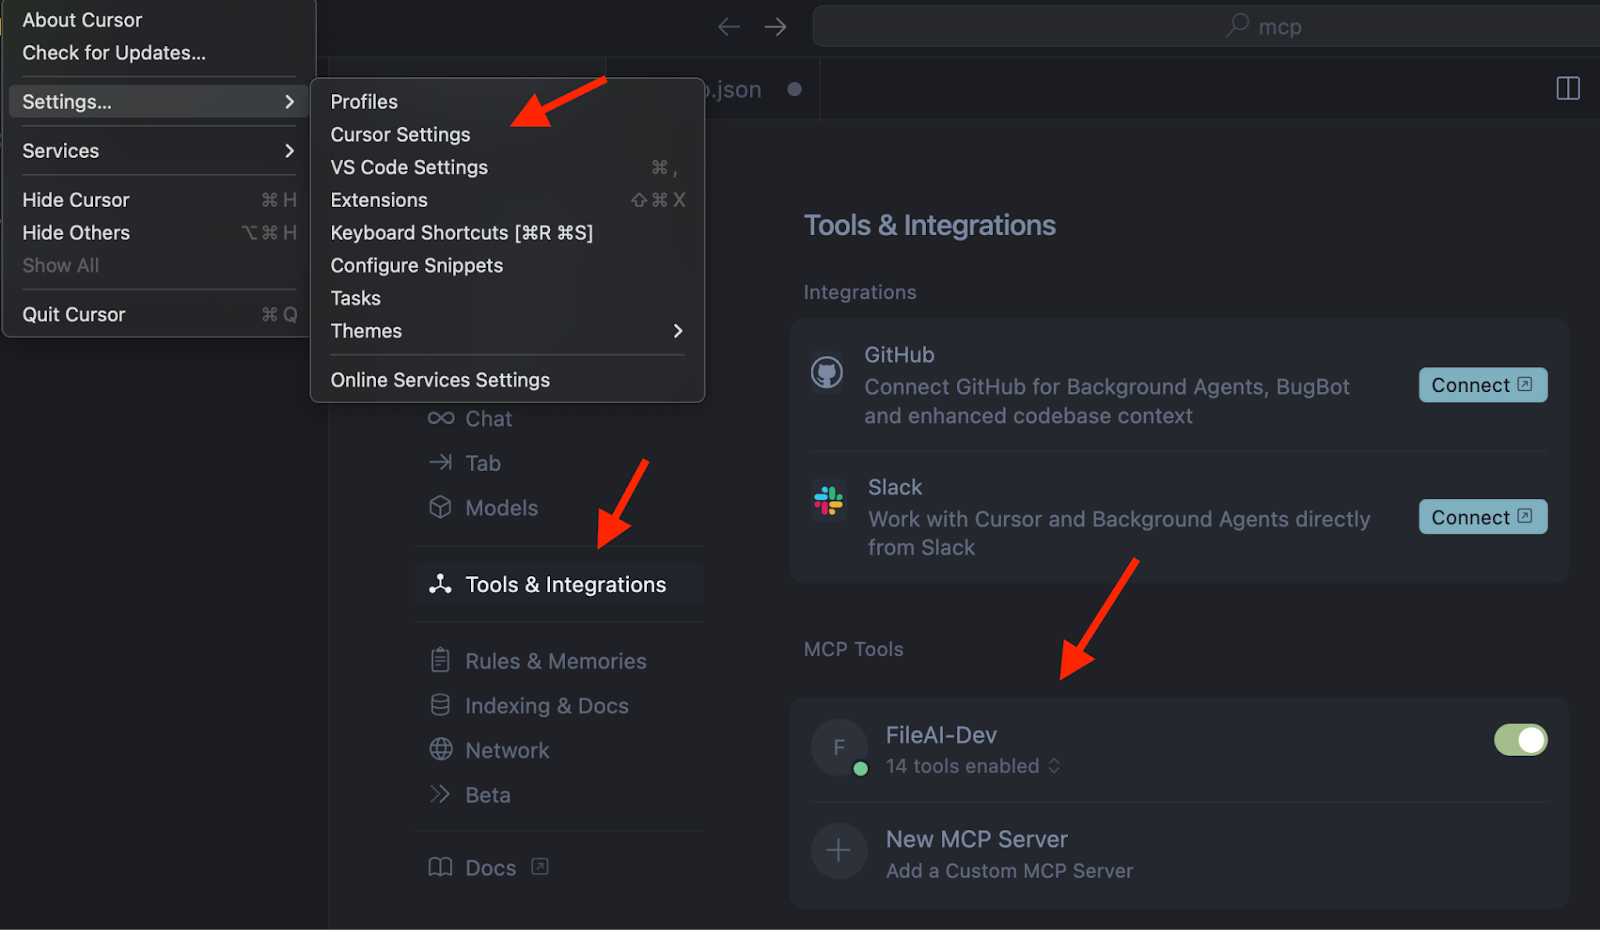 About Cursor
Check for Updates...
Settings...
Services
Hide Cursor ⌘ H
Hide Others ⌥ ⌘ H
Show All
Quit Cursor ⌘ Q
Profiles
Cursor Settings
VS Code Settings ⌘ ,
Extensions ⇧ ⌘ X
Keyboard Shortcuts [⌘R ⌘S]
Configure Snippets
Tasks
Themes
Online Services Settings
mcp
.json
Chat
Tab
Models
Tools & Integrations
Rules & Memories
Indexing & Docs
Network
Beta
Docs
Tools & Integrations
Integrations
GitHub
Connect GitHub for Background Agents, BugBot
and enhanced codebase context
Connect
Slack
Work with Cursor and Background Agents directly
from Slack
Connect
MCP Tools
F
FileAI-Dev
14 tools enabled
New MCP Server
Add a Custom MCP Server